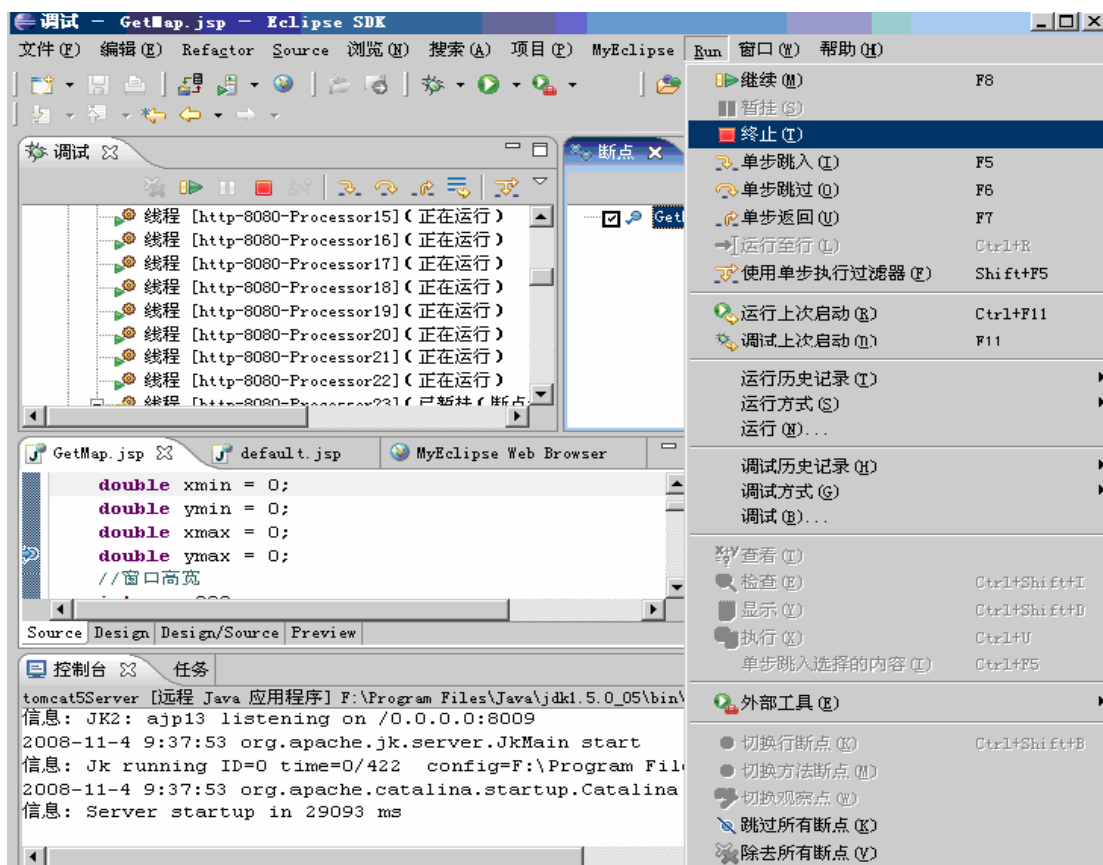 调试 - GetMap.jsp - Eclipse SDK
文件(F) 编辑(E) Refactor Source 浏览(N) 搜索(A) 项目(P) MyEclipse Run 窗口(W) 帮助(H)
调试
线程 [http-8080-Processor15](正在运行)
线程 [http-8080-Processor16](正在运行)
线程 [http-8080-Processor17](正在运行)
线程 [http-8080-Processor18](正在运行)
线程 [http-8080-Processor19](正在运行)
线程 [http-8080-Processor20](正在运行)
线程 [http-8080-Processor21](正在运行)
线程 [http-8080-Processor22](正在运行)
线程 [http-8080-Processor23](已暂挂(断点
断点
Get
继续(M) F8
暂挂(S)
终止(T)
单步跳入(I) F5
单步跳过(O) F6
单步返回(U) F7
运行至行(L) Ctrl+R
使用单步执行过滤器(F) Shift+F5
运行上次启动(R) Ctrl+F11
调试上次启动(D) F11
运行历史记录(T)
运行方式(S)
运行(N)...
调试历史记录(H)
调试方式(G)
调试(B)...
查看(T)
检查(E) Ctrl+Shift+I
显示(Y) Ctrl+Shift+D
执行(X) Ctrl+U
单步跳入选择的内容(I) Ctrl+F5
外部工具(E)
切换行断点(K) Ctrl+Shift+B
切换方法断点(M)
切换观察点(W)
跳过所有断点(K)
除去所有断点(V)
GetMap.jsp default.jsp MyEclipse Web Browser
double xmin = 0;
double ymin = 0;
double xmax = 0;
double ymax = 0;
//窗口高宽
Source Design Design/Source Preview
控制台 任务
tomcat5Server [远程 Java 应用程序] F:\Program Files\Java\jdk1.5.0_05\bin\
信息: JK2: ajp13 listening on /0.0.0.0:8009
2008-11-4 9:37:53 org.apache.jk.server.JkMain start
信息: Jk running ID=0 time=0/422 config=F:\Program Fil
2008-11-4 9:37:53 org.apache.catalina.startup.Catalina
信息: Server startup in 29093 ms